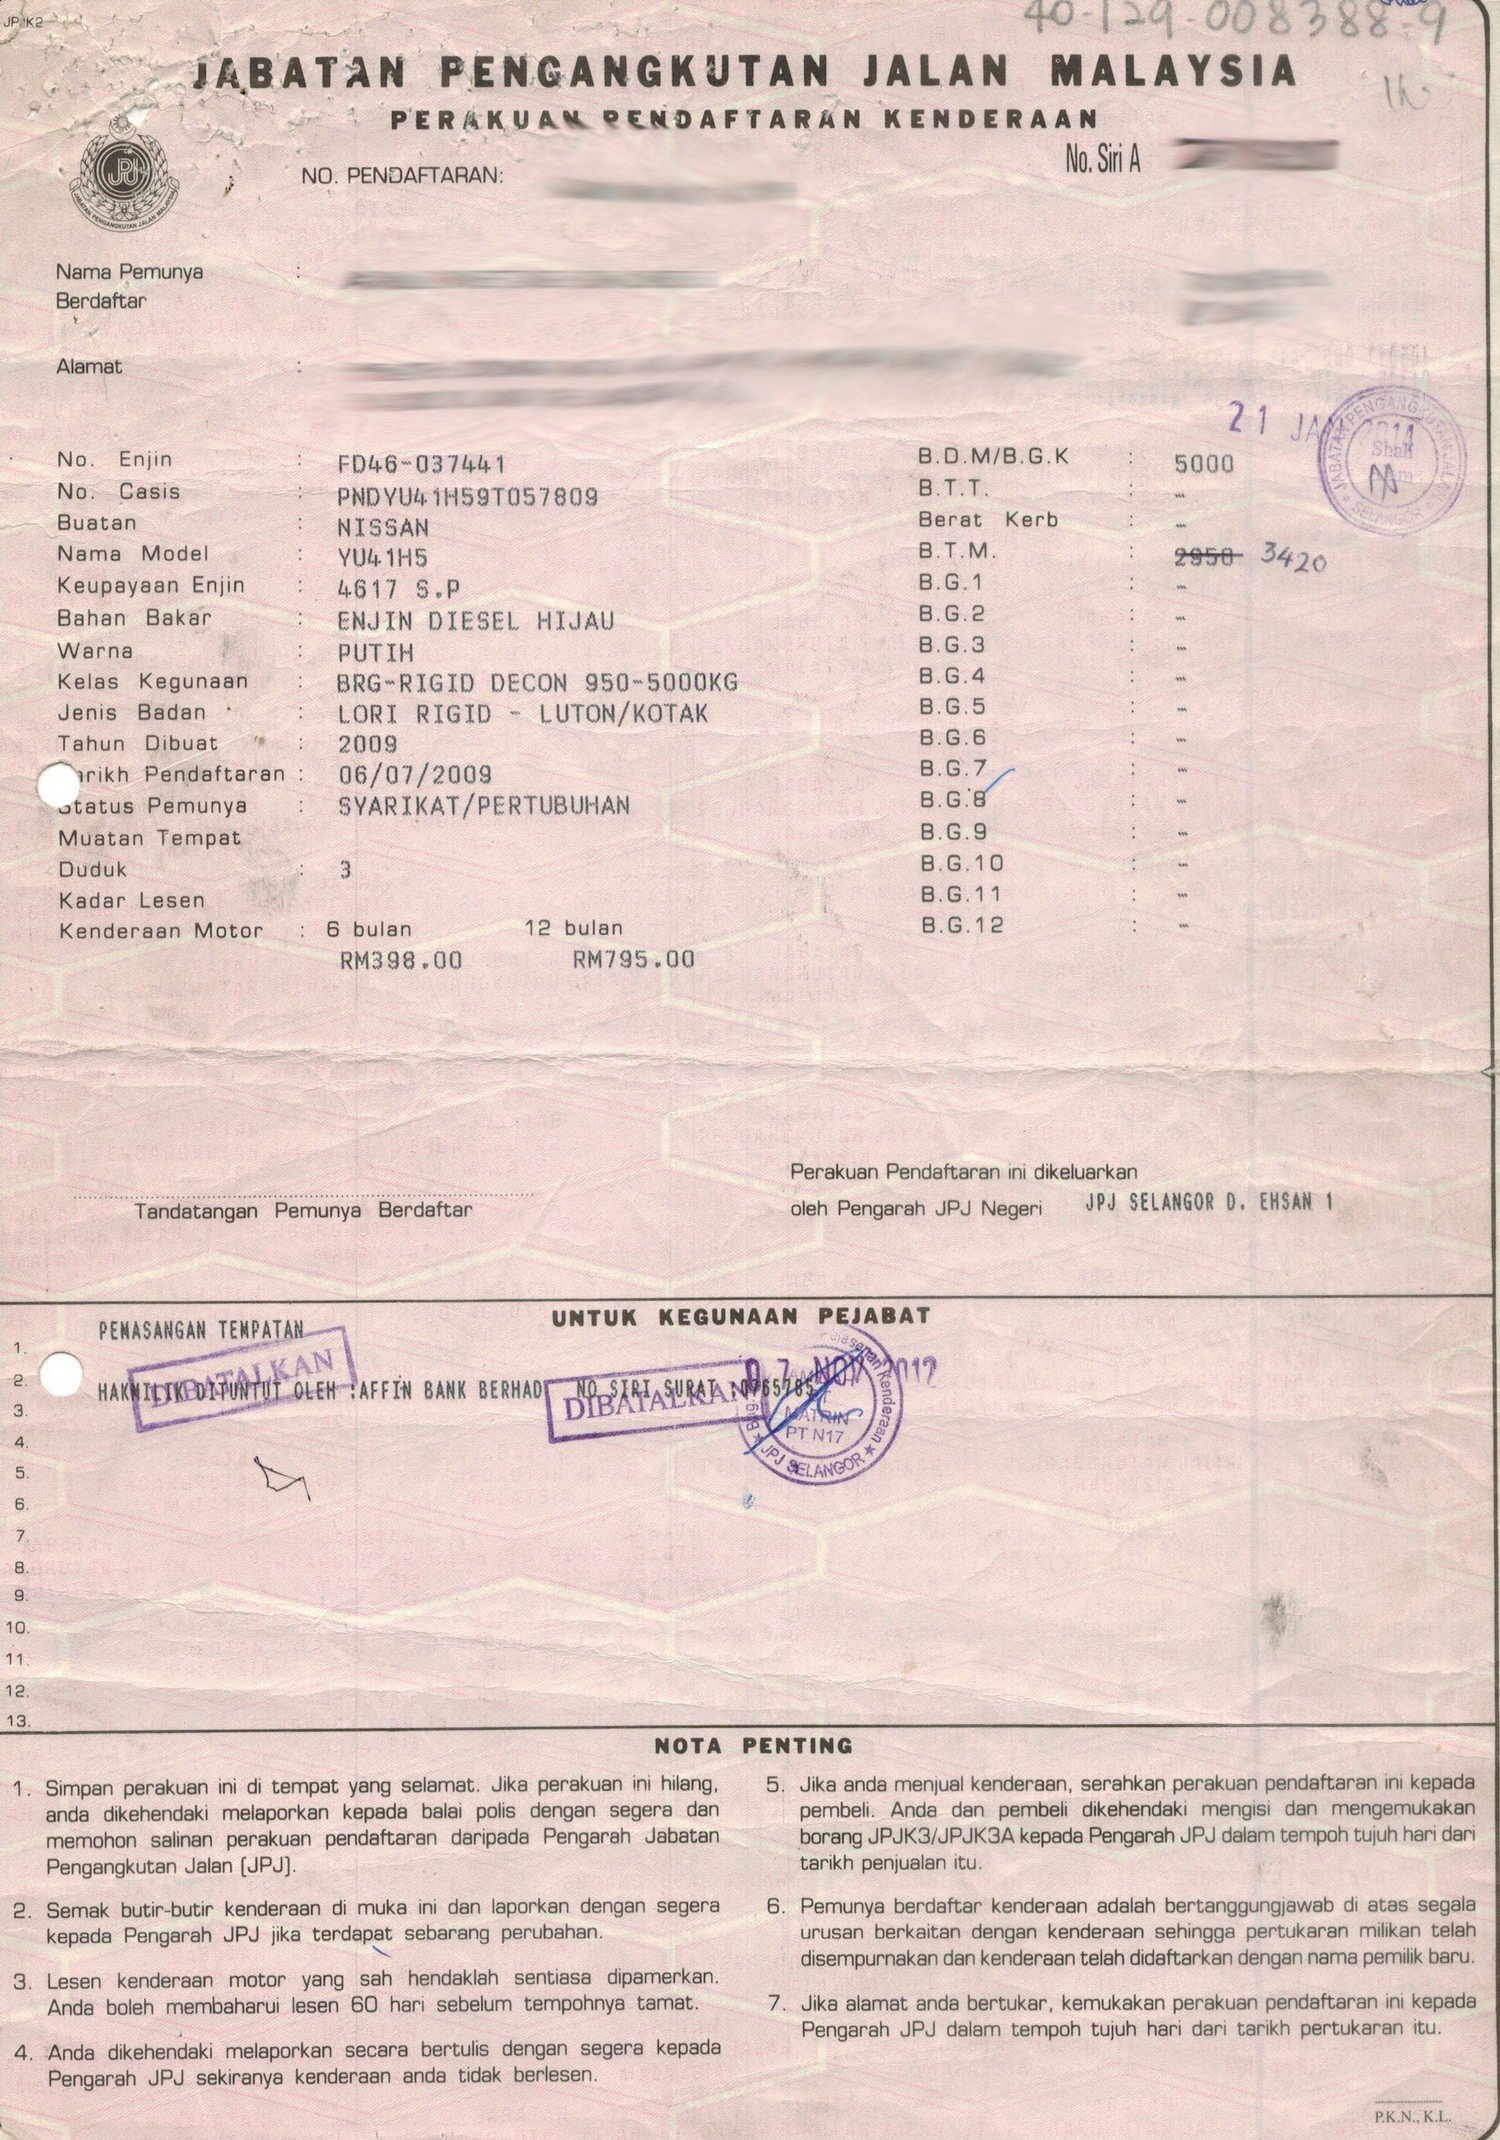 JPJK2
40-129-008388-9
JABATAN PENGANGKUTAN JALAN MALAYSIA
PERAKUAN PENDAFTARAN KENDERAAN
No. Siri A
NO. PENDAFTARAN:
Nama Pemunya :
Berdaftar
Alamat :
21 JAN 2014
No. Enjin : FD46-037441
No. Casis : PNDYU41H59T057809
Buatan : NISSAN
Nama Model : YU41H5
Keupayaan Enjin : 4617 S.P
Bahan Bakar : ENJIN DIESEL HIJAU
Warna : PUTIH
Kelas Kegunaan : BRG-RIGID DECON 950-5000KG
Jenis Badan : LORI RIGID - LUTON/KOTAK
Tahun Dibuat : 2009
Tarikh Pendaftaran : 06/07/2009
Status Pemunya : SYARIKAT/PERTUBUHAN
Muatan Tempat
Duduk : 3
Kadar Lesen
Kenderaan Motor : 6 bulan 12 bulan
RM398.00 RM795.00
B.D.M/B.G.K : 5000
B.T.T. : -
Berat Kerb : -
B.T.M. : 2950 3420
B.G.1 : -
B.G.2 : -
B.G.3 : -
B.G.4 : -
B.G.5 : -
B.G.6 : -
B.G.7 : -
B.G.8 : -
B.G.9 : -
B.G.10 : -
B.G.11 : -
B.G.12 : -
JABATAN PENGANGKUTAN JALAN
Shah
SELANGOR
Tandatangan Pemunya Berdaftar
Perakuan Pendaftaran ini dikeluarkan
oleh Pengarah JPJ Negeri JPJ SELANGOR D. EHSAN 1
UNTUK KEGUNAAN PEJABAT
PEMASANGAN TEMPATAN
1.
2. HAKMILIK DITUNTUT OLEH :AFFIN BANK BERHAD NO SIRI SURAT :0765785
DIBATALKAN
DIBATALKAN
07 NOV 2012
Kenderaan
PT N17
JPJ SELANGOR
3.
4.
5.
6.
7.
8.
9.
10.
11.
12.
13.
NOTA PENTING
1. Simpan perakuan ini di tempat yang selamat. Jika perakuan ini hilang,
anda dikehendaki melaporkan kepada balai polis dengan segera dan
memohon salinan perakuan pendaftaran daripada Pengarah Jabatan
Pengangkutan Jalan (JPJ).
2. Semak butir-butir kenderaan di muka ini dan laporkan dengan segera
kepada Pengarah JPJ jika terdapat sebarang perubahan.
3. Lesen kenderaan motor yang sah hendaklah sentiasa dipamerkan.
Anda boleh membaharui lesen 60 hari sebelum tempohnya tamat.
4. Anda dikehendaki melaporkan secara bertulis dengan segera kepada
Pengarah JPJ sekiranya kenderaan anda tidak berlesen.
5. Jika anda menjual kenderaan, serahkan perakuan pendaftaran ini kepada
pembeli. Anda dan pembeli dikehendaki mengisi dan mengemukakan
borang JPJK3/JPJK3A kepada Pengarah JPJ dalam tempoh tujuh hari dari
tarikh penjualan itu.
6. Pemunya berdaftar kenderaan adalah bertanggungjawab di atas segala
urusan berkaitan dengan kenderaan sehingga pertukaran milikan telah
disempurnakan dan kenderaan telah didaftarkan dengan nama pemilik baru.
7. Jika alamat anda bertukar, kemukakan perakuan pendaftaran ini kepada
Pengarah JPJ dalam tempoh tujuh hari dari tarikh pertukaran itu.
P.K.N., K.L.